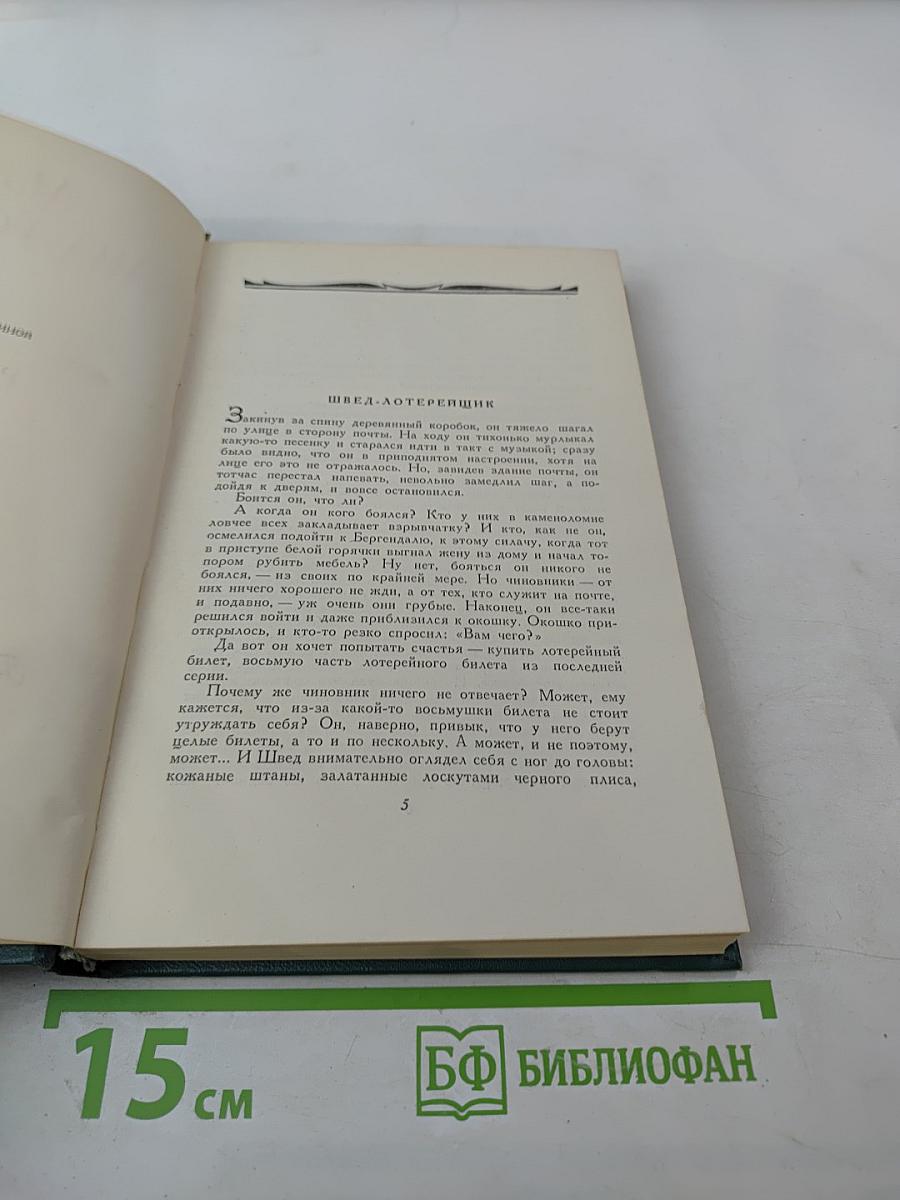 нной
ШВЕД-ЛОТЕРЕЙЩИК
Закинув за спину деревянный коробок, он тяжело шагал
по улице в сторону почты. На ходу он тихонько мурлыкал
какую-то песенку и старался идти в такт с музыкой; сразу
было видно, что он в приподнятом настроении, хотя на
лице его это не отражалось. Но, завидев здание почты, он
тотчас перестал напевать, невольно замедлил шаг, а по-
дойдя к дверям, и вовсе остановился.
Боится он, что ли?
А когда он кого боялся? Кто у них в каменоломне
ловчее всех закладывает взрывчатку? И кто, как не он,
осмелился подойти к Бергендалю, к этому силачу, когда тот
в приступе белой горячки выгнал жену из дому и начал то-
пором рубить мебель? Ну нет, бояться он никого не
боялся, — из своих по крайней мере. Но чиновники — от
них ничего хорошего не жди, а от тех, кто служит на почте,
и подавно, — уж очень они грубые. Наконец, он все-таки
решился войти и даже приблизился к окошку. Окошко при-
открылось, и кто-то резко спросил: «Вам чего?»
Да вот он хочет попытать счастья — купить лотерейный
билет, восьмую часть лотерейного билета из последней
серии.
Почему же чиновник ничего не отвечает? Может, ему
кажется, что из-за какой-то восьмушки билета не стоит
утруждать себя? Он, наверно, привык, что у него берут
целые билеты, а то и по нескольку. А может, и не поэтому,
может... И Швед внимательно оглядел себя с ног до головы:
кожаные штаны, залатанные лоскутами черного плиса,
5
15 см
БФ БИБЛИОФАН